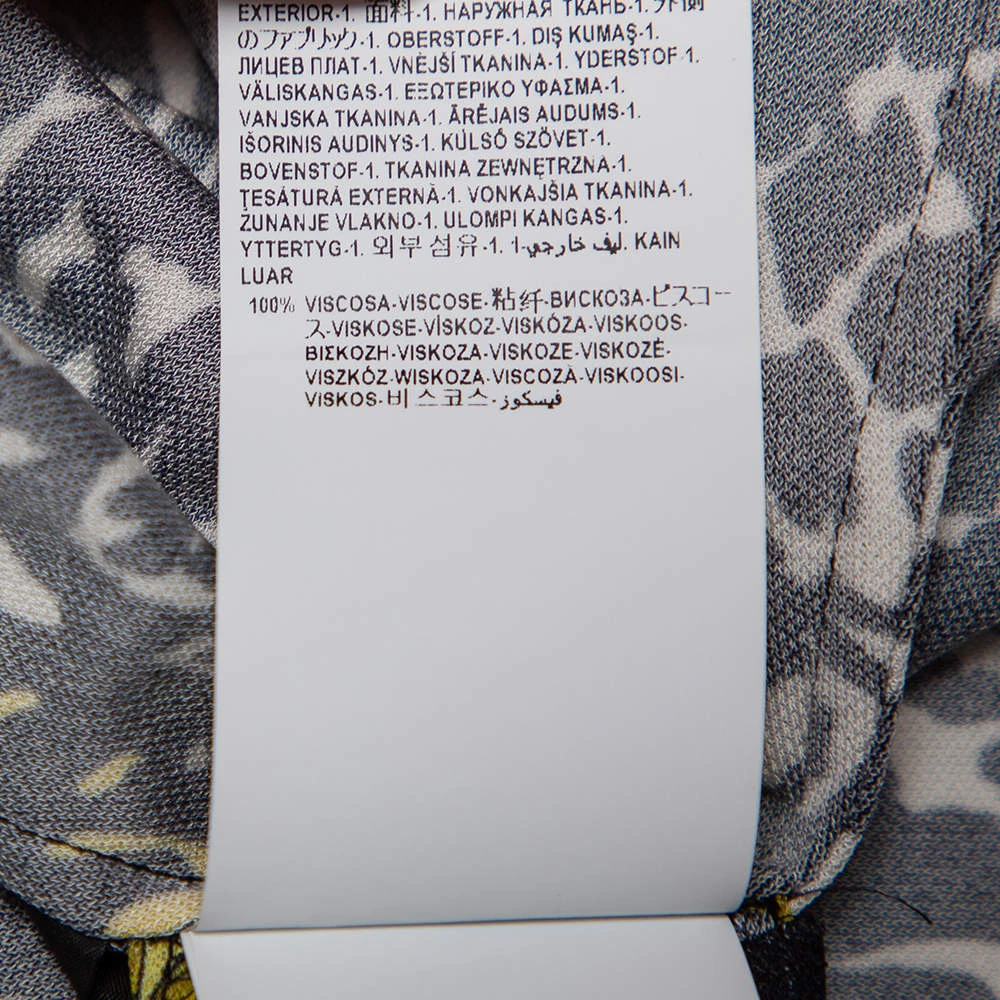 EXTERIOR-1. 面料-1. НАРУЖНАЯ ТКАНЬ-1. 外側
のファブリック-1. OBERSTOFF-1. DIŞ KUMAŞ-1.
ЛИЦЕВ ПЛАТ-1. VNĚJŠÍ TKANINA-1. YDERSTOF-1.
VÄLISKANGAS-1. ΕΞΩΤΕΡΙΚΟ ΥΦΑΣΜΑ-1.
VANJSKA TKANINA-1. ĀRĒJAIS AUDUMS-1.
IŠORINIS AUDINYS-1. KÜLSŐ SZÖVET-1.
BOVENSTOF-1. TKANINA ZEWNĘTRZNA-1.
ŢESĂTURĂ EXTERNĂ-1. VONKAJŠIA TKANINA-1.
ZUNANJE VLAKNO-1. ULOMPI KANGAS-1.
YTTERTYG-1. 외부 섬유-1. ليف خارجي-1. KAIN
LUAR
100% VISCOSA-VISCOSE-粘纤-ВИСКОЗА-ビスコー
ス-VISKOSE-VİSKOZ-VISKÓZA-VISKOOS-
ΒΙΣΚΟΖΗ-VISKOZA-VISKOZE-VISKOZĖ-
VISZKÓZ-WISKOZA-VISCOZĂ-VISKOOSI-
VISKOS-비스코스-فيسكوز